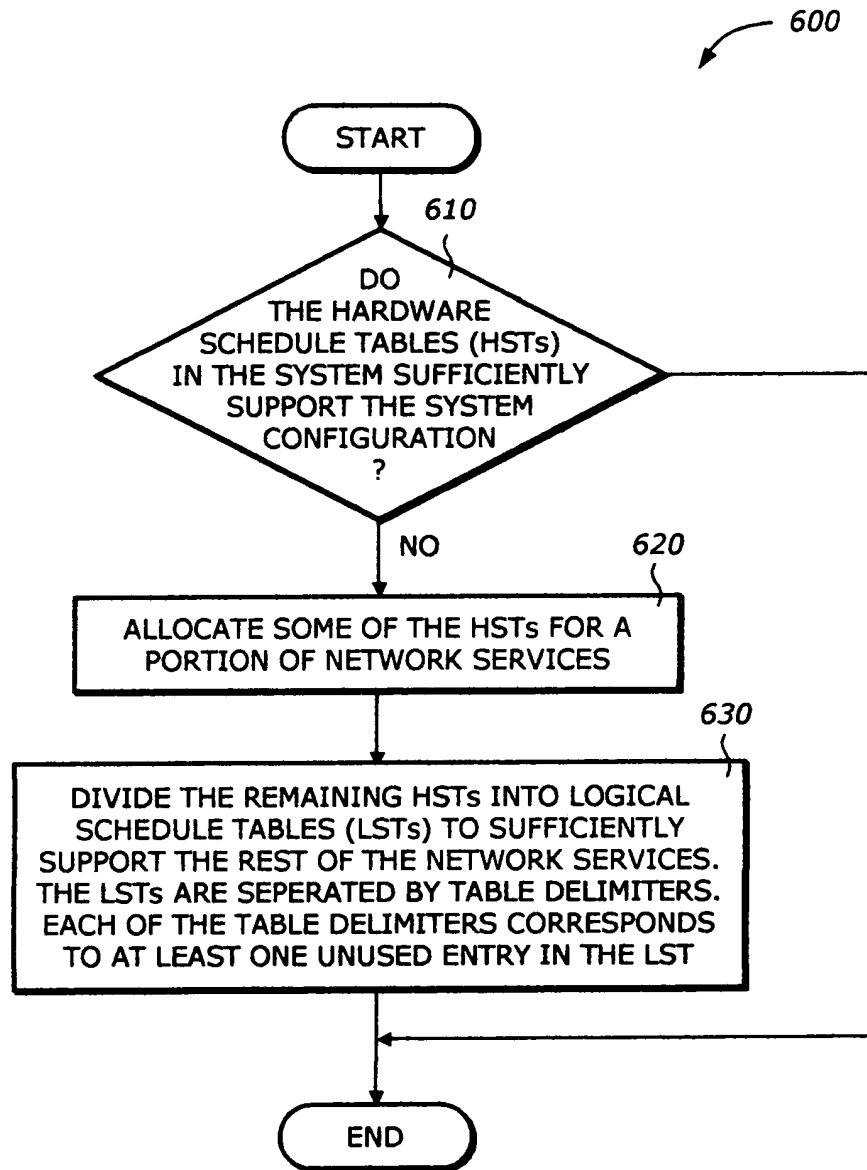 600
START
610
DO
THE HARDWARE
SCHEDULE TABLES (HSTs)
IN THE SYSTEM SUFFICIENTLY
SUPPORT THE SYSTEM
CONFIGURATION
?
NO
620
ALLOCATE SOME OF THE HSTs FOR A
PORTION OF NETWORK SERVICES
630
DIVIDE THE REMAINING HSTs INTO LOGICAL
SCHEDULE TABLES (LSTs) TO SUFFICIENTLY
SUPPORT THE REST OF THE NETWORK SERVICES.
THE LSTs ARE SEPERATED BY TABLE DELIMITERS.
EACH OF THE TABLE DELIMITERS CORRESPONDS
TO AT LEAST ONE UNUSED ENTRY IN THE LST
END